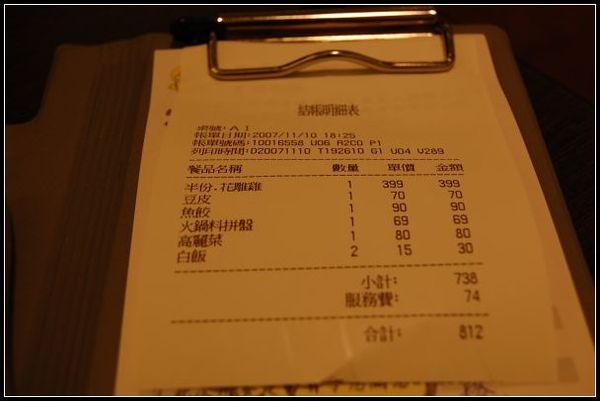 結帳明細表
桌號:A1
帳單日期:2007/11/10 18:25
帳單號碼:10016558 U06 R2C0 P1
列印時間:D20071110 T192610 G1 U04 V289
餐品名稱 數量 單價 金額
半份.花雕雞 1 399 399
豆皮 1 70 70
魚餃 1 90 90
火鍋料拼盤 1 69 69
高麗菜 1 80 80
白飯 2 15 30
小計: 738
服務費: 74
合計: 812